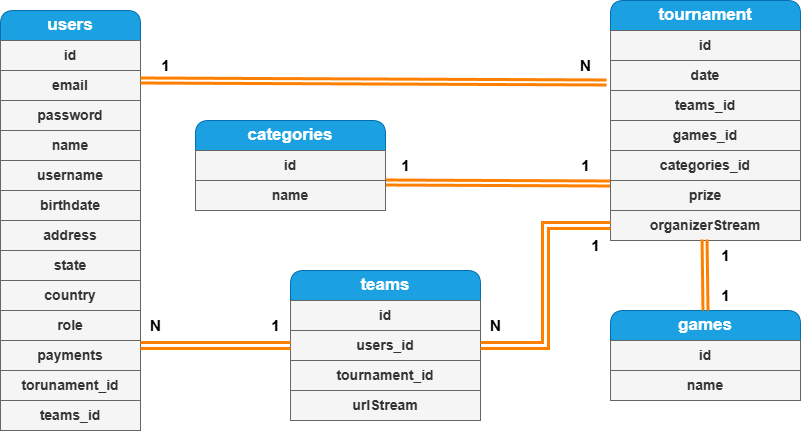 users
id
email
password
name
username
birthdate
address
state
country
role
payments
torunament_id
teams_id
1
N
tournament
id
date
teams_id
games_id
categories_id
prize
organizerStream
categories
id
name
1
1
teams
id
users_id
tournament_id
urlStream
N
1
N
1
1
1
games
id
name